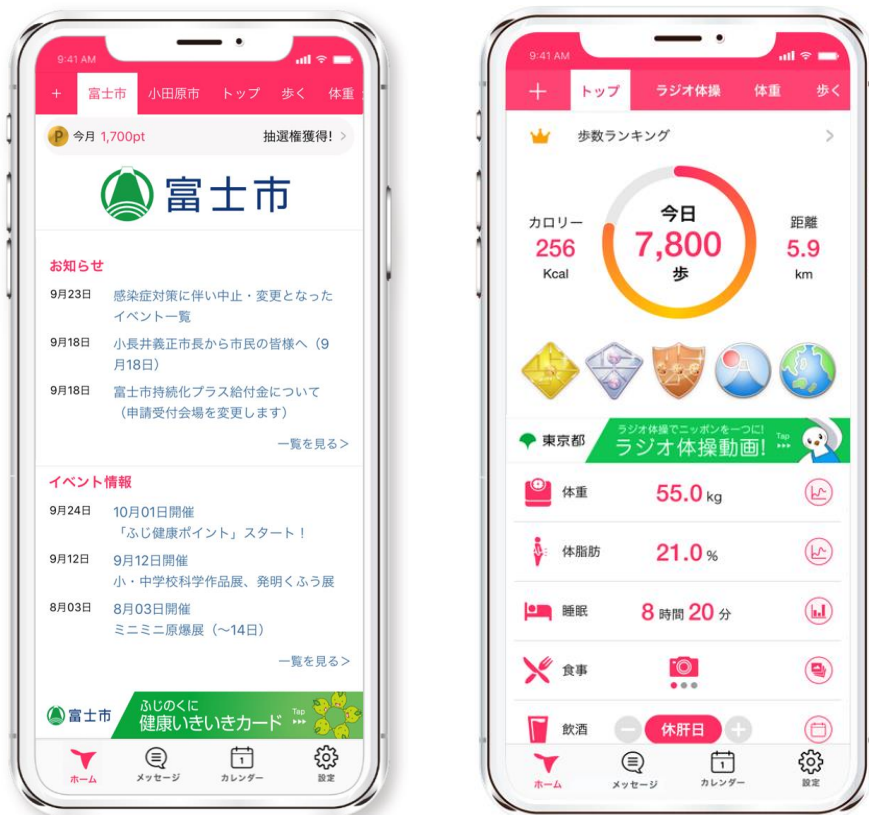 9:41 AM
+ 富士市 小田原市 トップ 歩く 体重
P 今月 1,700pt 抽選権獲得! >
富士市
お知らせ
9月23日 感染症対策に伴い中止・変更となった
イベント一覧
9月18日 小長井義正市長から市民の皆様へ（9
月18日）
9月18日 富士市持続化プラス給付金について
（申請受付会場を変更します）
一覧を見る>
イベント情報
9月24日 10月01日開催
「ふじ健康ポイント」スタート！
9月12日 9月12日開催
小・中学校科学作品展、発明くふう展
8月03日 8月03日開催
ミニミニ原爆展（〜14日）
一覧を見る>
富士市
ふじのくに
健康いきいきカード
Tap
ホーム メッセージ カレンダー 設定
1
9:41 AM
+ トップ ラジオ体操 体重 歩く
歩数ランキング >
カロリー
256
Kcal
今日
7,800
歩
距離
5.9
km
東京都
ラジオ体操でニッポンを一つに!
ラジオ体操動画!
Tap
体重 55.0 kg
体脂肪 21.0 %
睡眠 8 時間 20 分
食事
飲酒 − 休肝日 +
ホーム メッセージ カレンダー 設定
1